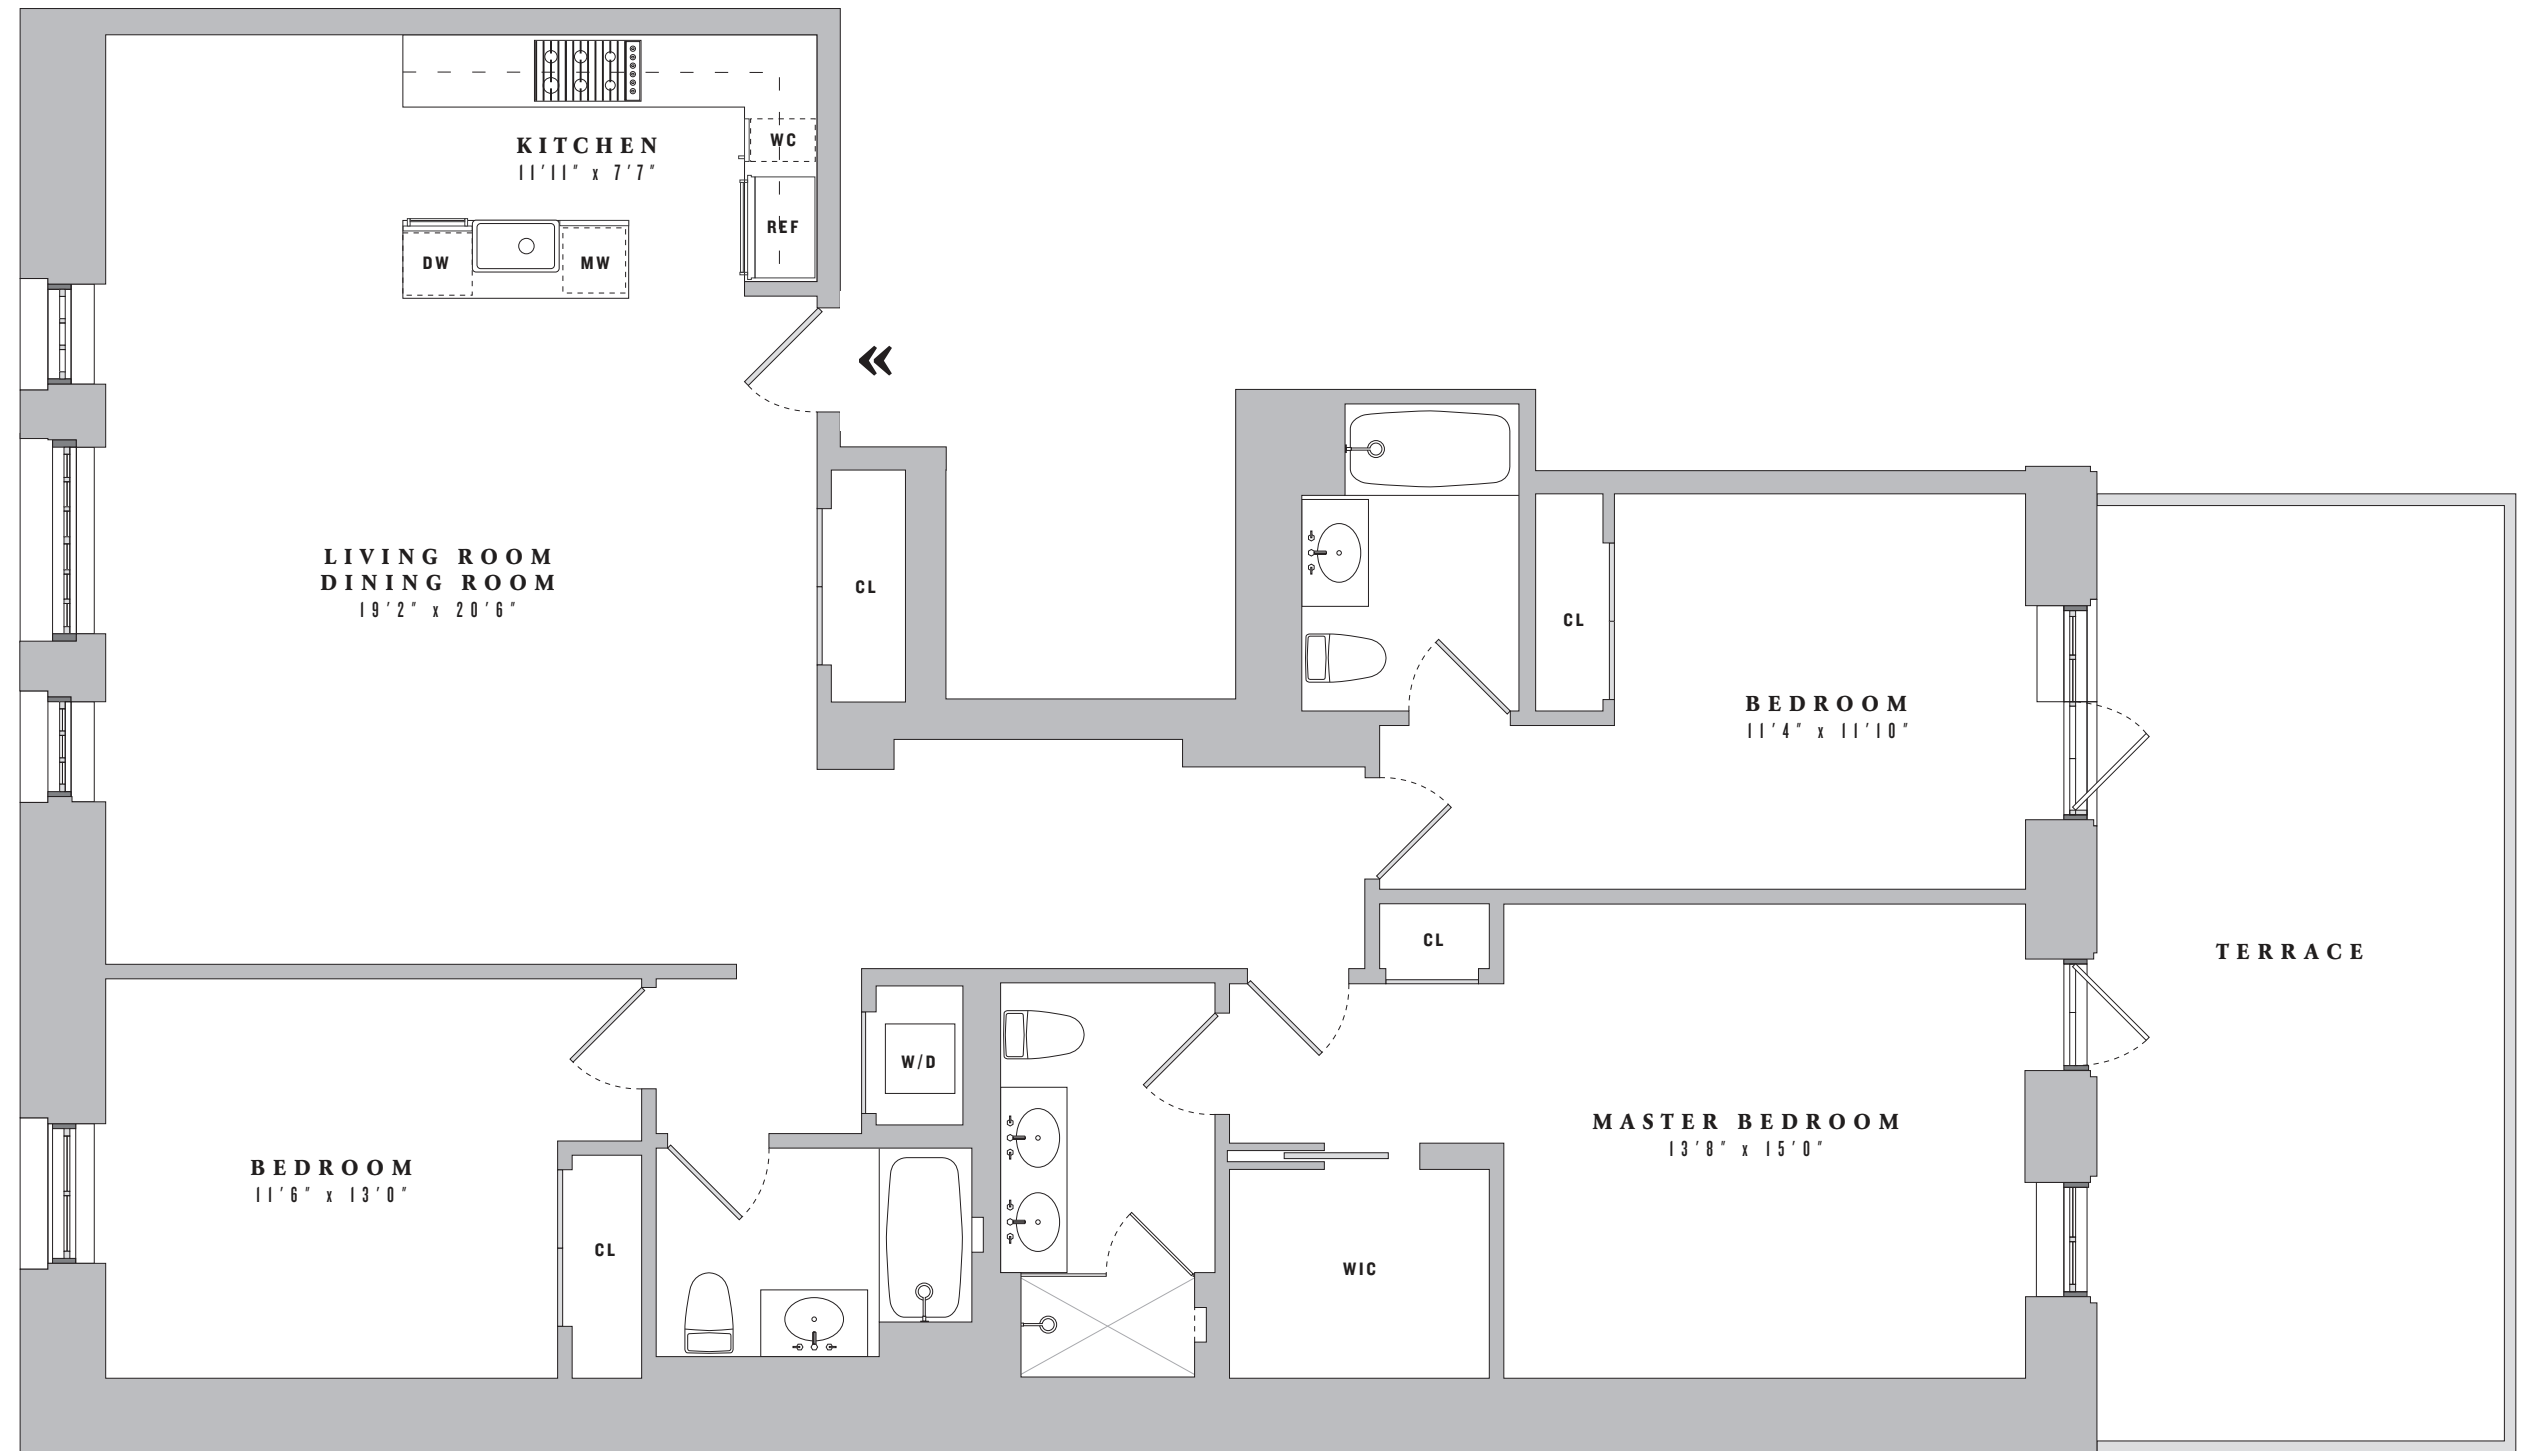 KITCHEN
11'11" x 7'7"
WC
REF
DW
MW
LIVING ROOM
DINING ROOM
19'2" x 20'6"
CL
CL
BEDROOM
11'4" x 11'10"
CL
TERRACE
W/D
MASTER BEDROOM
13'8" x 15'0"
BEDROOM
11'6" x 13'0"
CL
WIC